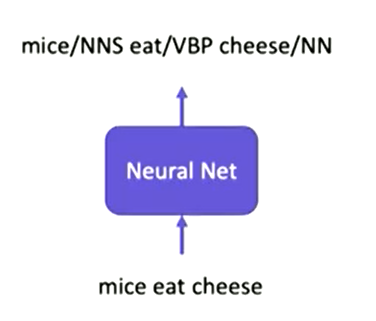 mice/NNS eat/VBP cheese/NN
Neural Net
mice eat cheese